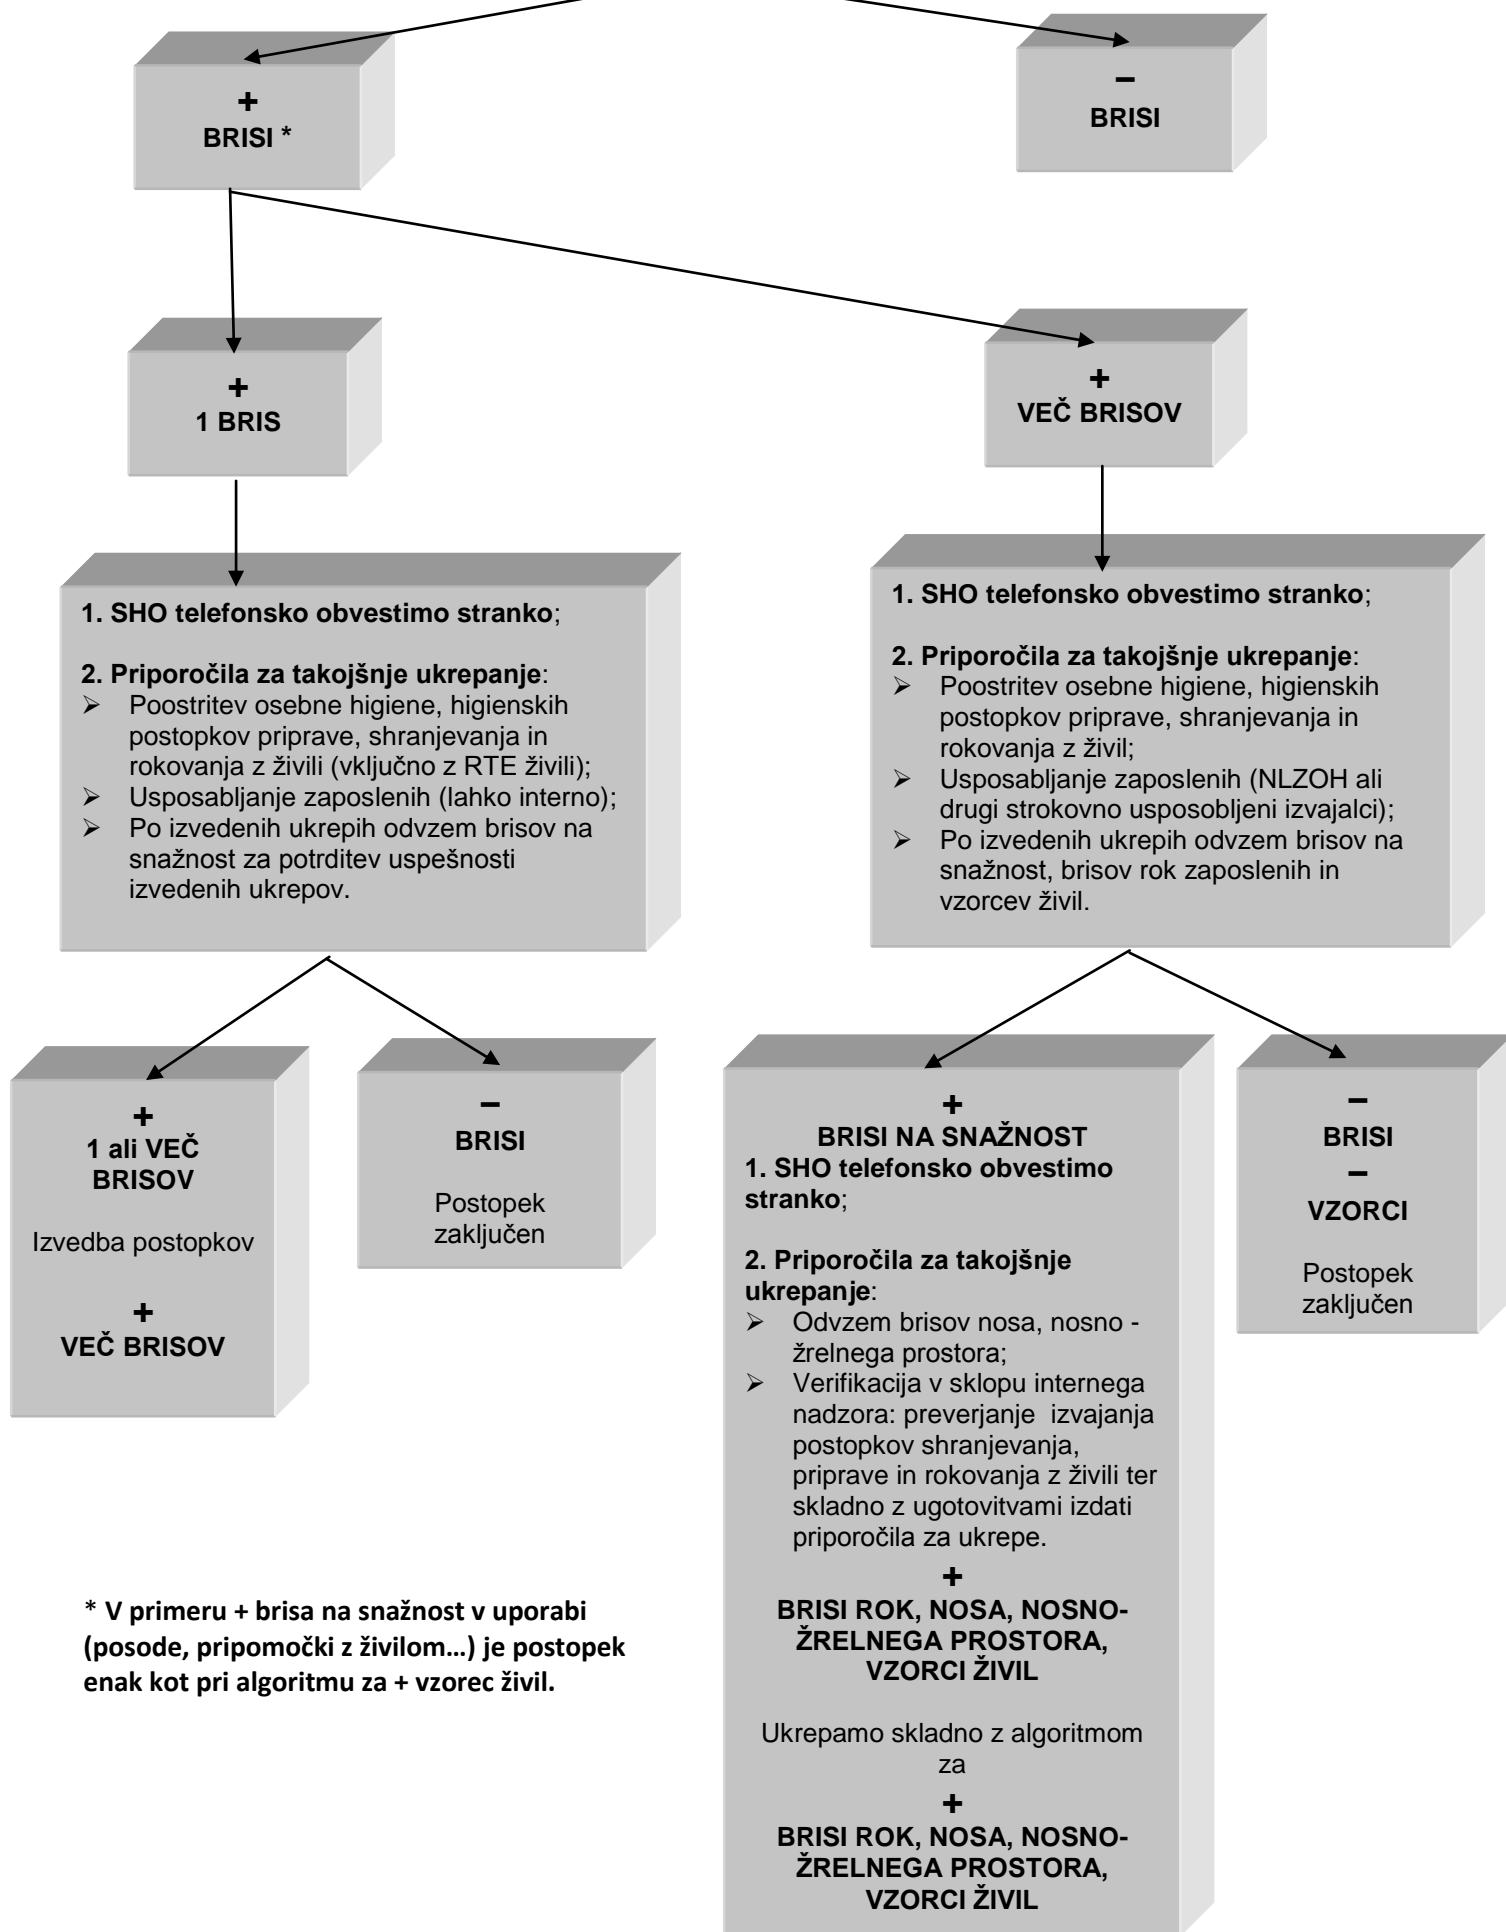 +
BRISI *
–
BRISI
+
1 BRIS
+
VEČ BRISOV
1. SHO telefonsko obvestimo stranko;
2. Priporočila za takojšnje ukrepanje:
➢ Poostritev osebne higiene, higienskih
postopkov priprave, shranjevanja in
rokovanja z živili (vključno z RTE živili);
➢ Usposabljanje zaposlenih (lahko interno);
➢ Po izvedenih ukrepih odvzem brisov na
snažnost za potrditev uspešnosti
izvedenih ukrepov.
1. SHO telefonsko obvestimo stranko;
2. Priporočila za takojšnje ukrepanje:
➢ Poostritev osebne higiene, higienskih
postopkov priprave, shranjevanja in
rokovanja z živil;
➢ Usposabljanje zaposlenih (NLZOH ali
drugi strokovno usposobljeni izvajalci);
➢ Po izvedenih ukrepih odvzem brisov na
snažnost, brisov rok zaposlenih in
vzorcev živil.
+
1 ali VEČ
BRISOV
Izvedba postopkov
+
VEČ BRISOV
–
BRISI
Postopek
zaključen
+
BRISI NA SNAŽNOST
1. SHO telefonsko obvestimo
stranko;
2. Priporočila za takojšnje
ukrepanje:
➢ Odvzem brisov nosa, nosno -
žrelnega prostora;
➢ Verifikacija v sklopu internega
nadzora: preverjanje izvajanja
postopkov shranjevanja,
priprave in rokovanja z živili ter
skladno z ugotovitvami izdati
priporočila za ukrepe.
+
BRISI ROK, NOSA, NOSNO-
ŽRELNEGA PROSTORA,
VZORCI ŽIVIL
Ukrepamo skladno z algoritmom
za
+
BRISI ROK, NOSA, NOSNO-
ŽRELNEGA PROSTORA,
VZORCI ŽIVIL
–
BRISI
–
VZORCI
Postopek
zaključen
* V primeru + brisa na snažnost v uporabi
(posode, pripomočki z živilom…) je postopek
enak kot pri algoritmu za + vzorec živil.